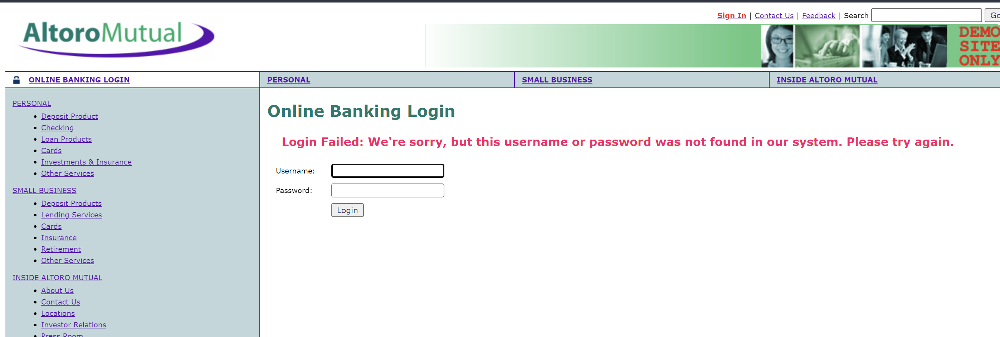 Sign In | Contact Us | Feedback | Search Go
AltoroMutual
DEMO
SITE
ONLY
ONLINE BANKING LOGIN
PERSONAL
SMALL BUSINESS
INSIDE ALTORO MUTUAL
PERSONAL
Deposit Product
Checking
Loan Products
Cards
Investments & Insurance
Other Services
SMALL BUSINESS
Deposit Products
Lending Services
Cards
Insurance
Retirement
Other Services
INSIDE ALTORO MUTUAL
About Us
Contact Us
Locations
Investor Relations
Press Room
Online Banking Login
Login Failed: We're sorry, but this username or password was not found in our system. Please try again.
Username:
Password:
Login